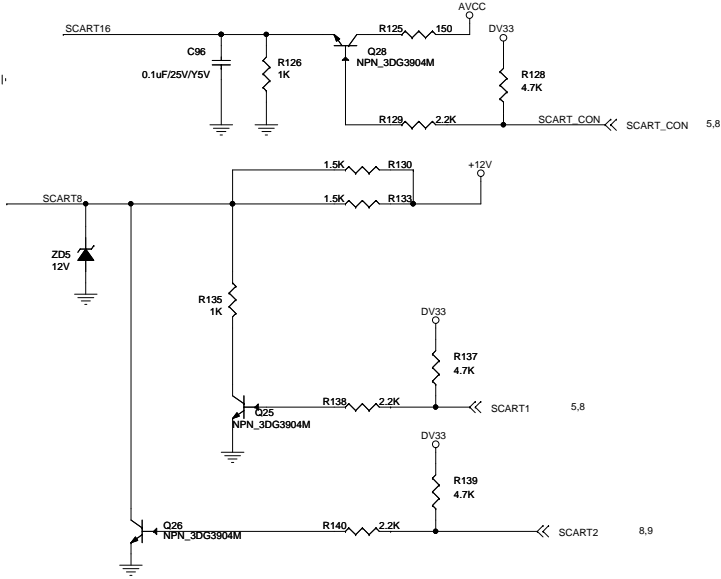 AVCC
SCART16
R125
150
DV33
C96
Q28
0.1uF/25V/Y5V
R126
1K
NPN_3DG3904M
R128
4.7K
R129
2.2K
SCART_CON
SCART_CON
5,8
1.5K
R130
+12V
SCART8
1.5K
R133
ZD5
12V
R135
1K
DV33
R137
4.7K
R138
2.2K
SCART1
5,8
Q25
NPN_3DG3904M
DV33
R139
4.7K
Q26
R140
2.2K
NPN_3DG3904M
SCART2
8,9